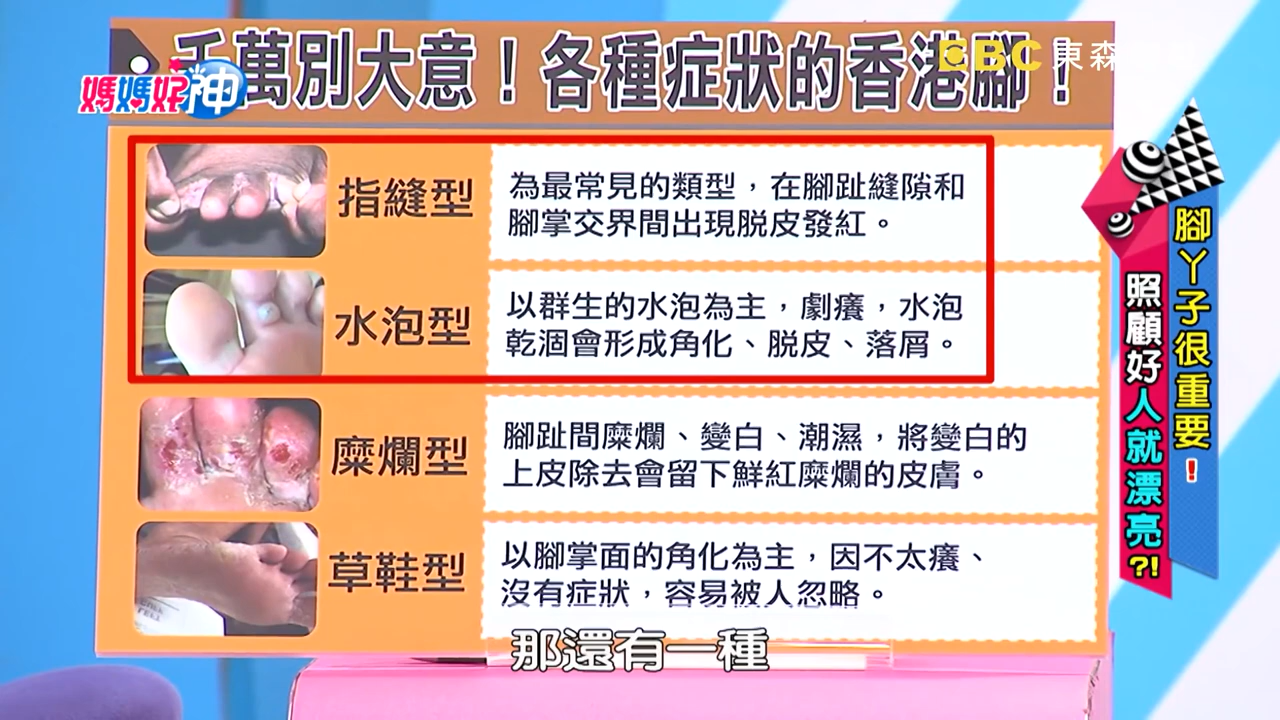 千萬別大意！各種症狀的香港腳！
媽媽好神
EBC 東森
指縫型
為最常見的類型，在腳趾縫隙和
腳掌交界間出現脫皮發紅。
水泡型
以群生的水泡為主，劇癢，水泡
乾涸會形成角化、脫皮、落屑。
糜爛型
腳趾間糜爛、變白、潮濕，將變白的
上皮除去會留下鮮紅糜爛的皮膚。
草鞋型
以腳掌面的角化為主，因不太癢、
沒有症狀，容易被人忽略。
腳丫子很重要！
照顧好人就漂亮？！
那還有一種